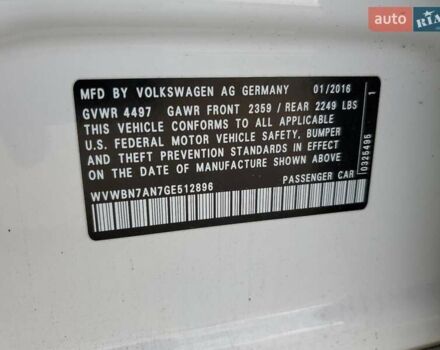 auto RIA
MFD BY VOLKSWAGEN AG GERMANY 01/2016
GVWR 4497 GAWR FRONT 2359 / REAR 2249 LBS
THIS VEHICLE CONFORMS TO ALL APPLICABLE
U.S. FEDERAL MOTOR VEHICLE SAFETY, BUMPER
AND THEFT PREVENTION STANDARDS IN EFFECT
ON THE DATE OF MANUFACTURE SHOWN ABOVE.
WVWBN7AN7GE512896 PASSENGER CAR
0325495 1